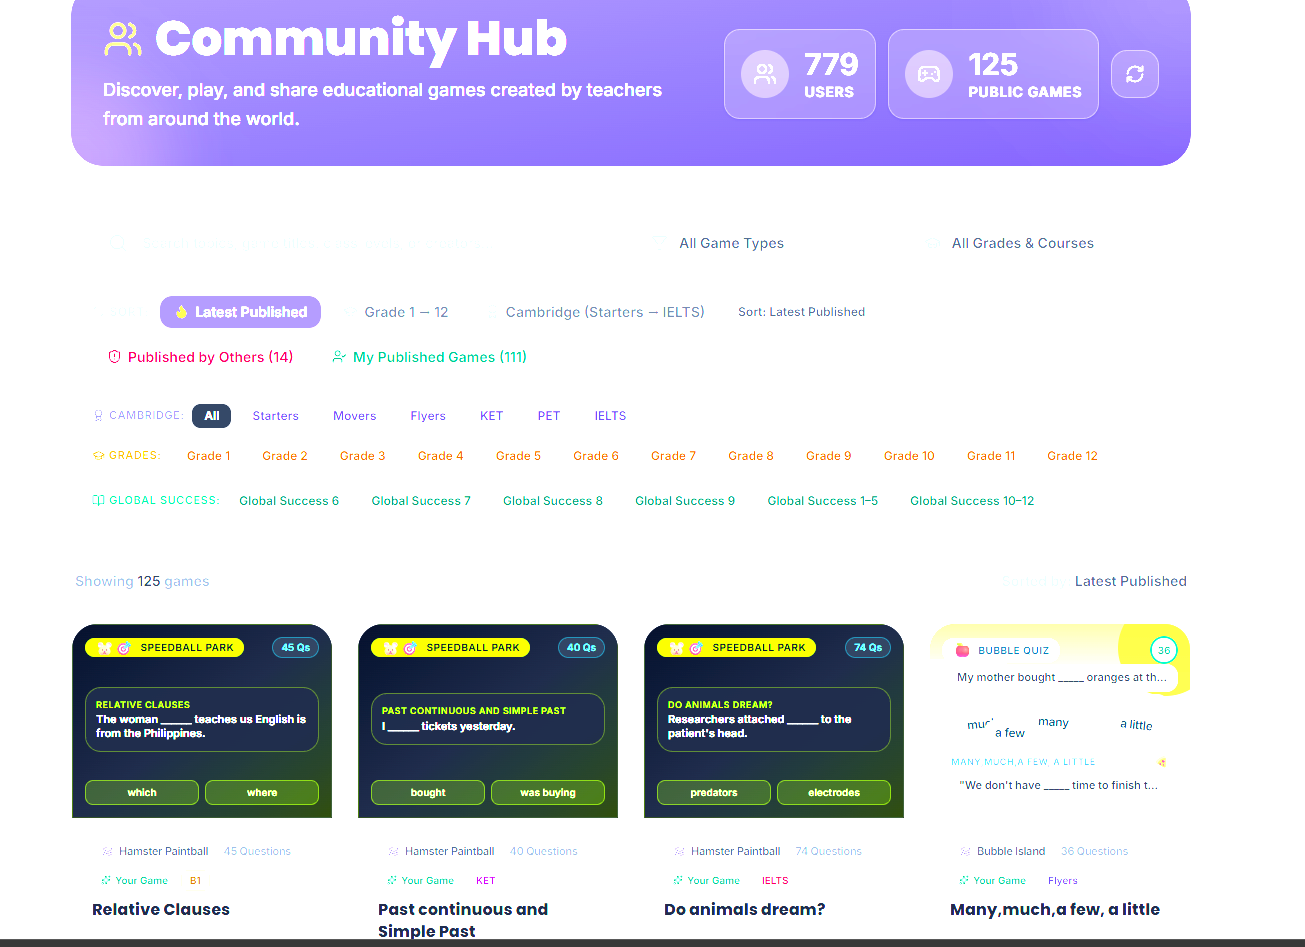 Community Hub
Discover, play, and share educational games created by teachers
from around the world.
779
USERS
125
PUBLIC GAMES
All Game Types
All Grades & Courses
Latest Published
Grade 1 – 12
Cambridge (Starters – IELTS)
Sort: Latest Published
Published by Others (14)
My Published Games (111)
CAMBRIDGE: All Starters Movers Flyers KET PET IELTS
GRADES: Grade 1 Grade 2 Grade 3 Grade 4 Grade 5 Grade 6 Grade 7 Grade 8 Grade 9 Grade 10 Grade 11 Grade 12
GLOBAL SUCCESS: Global Success 6 Global Success 7 Global Success 8 Global Success 9 Global Success 1–5 Global Success 10–12
Showing 125 games
Latest Published
SPEEDBALL PARK
45 Qs
RELATIVE CLAUSES
The woman _____ teaches us English is
from the Philippines.
which
where
Hamster Paintball
45 Questions
Your Game
B1
Relative Clauses
SPEEDBALL PARK
40 Qs
PAST CONTINUOUS AND SIMPLE PAST
I _____ tickets yesterday.
bought
was buying
Hamster Paintball
40 Questions
Your Game
KET
Past continuous and
Simple Past
SPEEDBALL PARK
74 Qs
DO ANIMALS DREAM?
Researchers attached _____ to the
patient's head.
predators
electrodes
Hamster Paintball
74 Questions
Your Game
IELTS
Do animals dream?
BUBBLE QUIZ
36
My mother bought _____ oranges at th...
many
a little
a few
MANY MUCH,A FEW, A LITTLE
"We don't have _____ time to finish t...
Bubble Island
36 Questions
Your Game
Flyers
Many,much,a few, a little